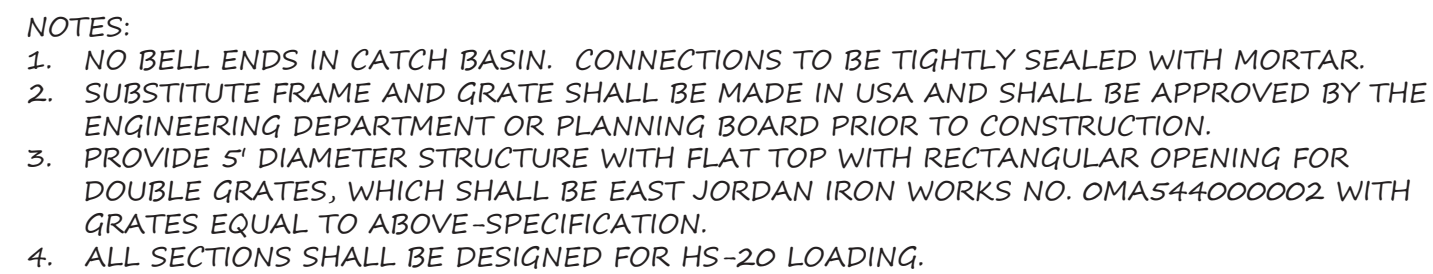 NOTES:
1. NO BELL ENDS IN CATCH BASIN. CONNECTIONS TO BE TIGHTLY SEALED WITH MORTAR.
2. SUBSTITUTE FRAME AND GRATE SHALL BE MADE IN USA AND SHALL BE APPROVED BY THE
ENGINEERING DEPARTMENT OR PLANNING BOARD PRIOR TO CONSTRUCTION.
3. PROVIDE 5' DIAMETER STRUCTURE WITH FLAT TOP WITH RECTANGULAR OPENING FOR
DOUBLE GRATES, WHICH SHALL BE EAST JORDAN IRON WORKS NO. 0MA544000002 WITH
GRATES EQUAL TO ABOVE-SPECIFICATION.
4. ALL SECTIONS SHALL BE DESIGNED FOR HS-20 LOADING.